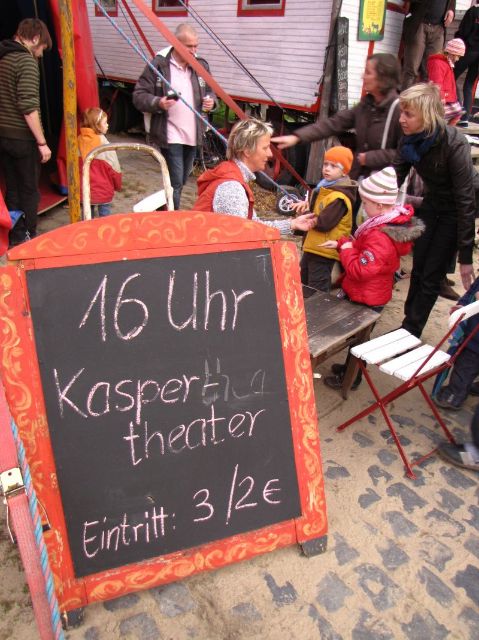 16 Uhr
Kasper
theater
Eintritt: 3/2€